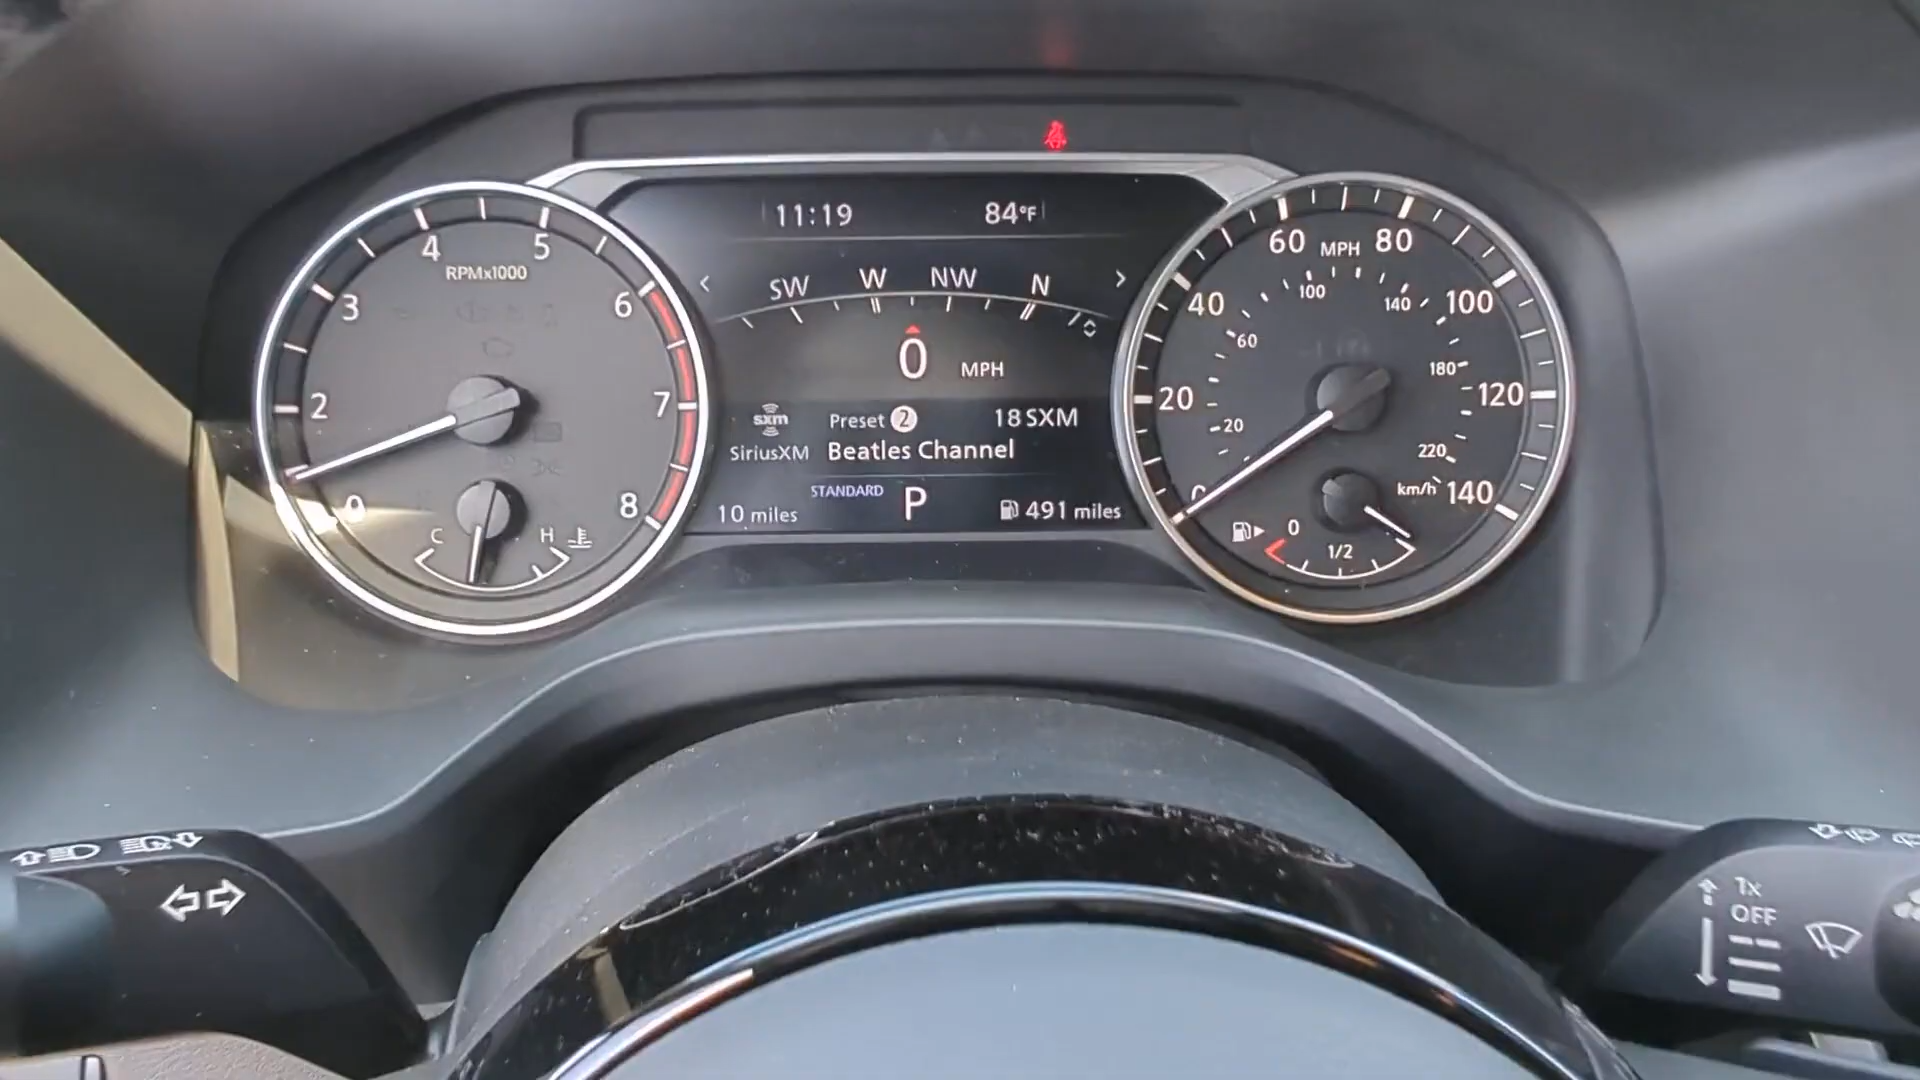 11:19 84°F
SW W NW N
0 MPH
sxm Preset 2 18 SXM
SiriusXM Beatles Channel
STANDARD
10 miles P 491 miles
4 5
RPMx1000
3 6
2 7
0 8
C H
60 MPH 80
100 140
40 100
60
180
20 120
20
220
0 km/h 140
0
1/2
1x
OFF